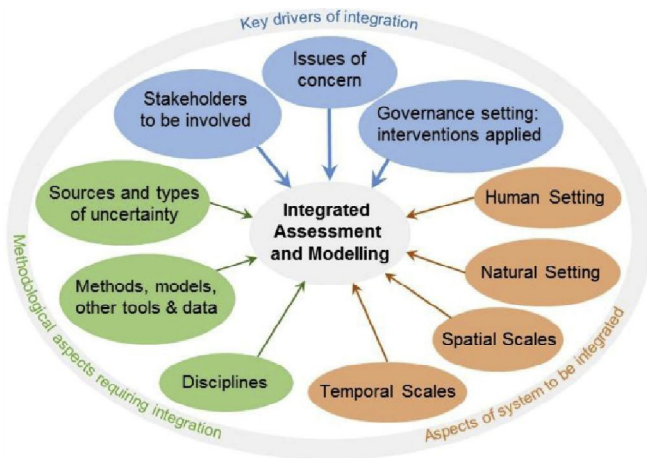 Key drivers of integration
Issues of
concern
Stakeholders
to be involved
Governance setting:
interventions applied
Sources and types
of uncertainty
Integrated
Assessment
and Modelling
Human Setting
Natural Setting
Methods, models,
other tools & data
Spatial Scales
Disciplines
Temporal Scales
Methodological aspects requiring integration
Aspects of system to be integrated